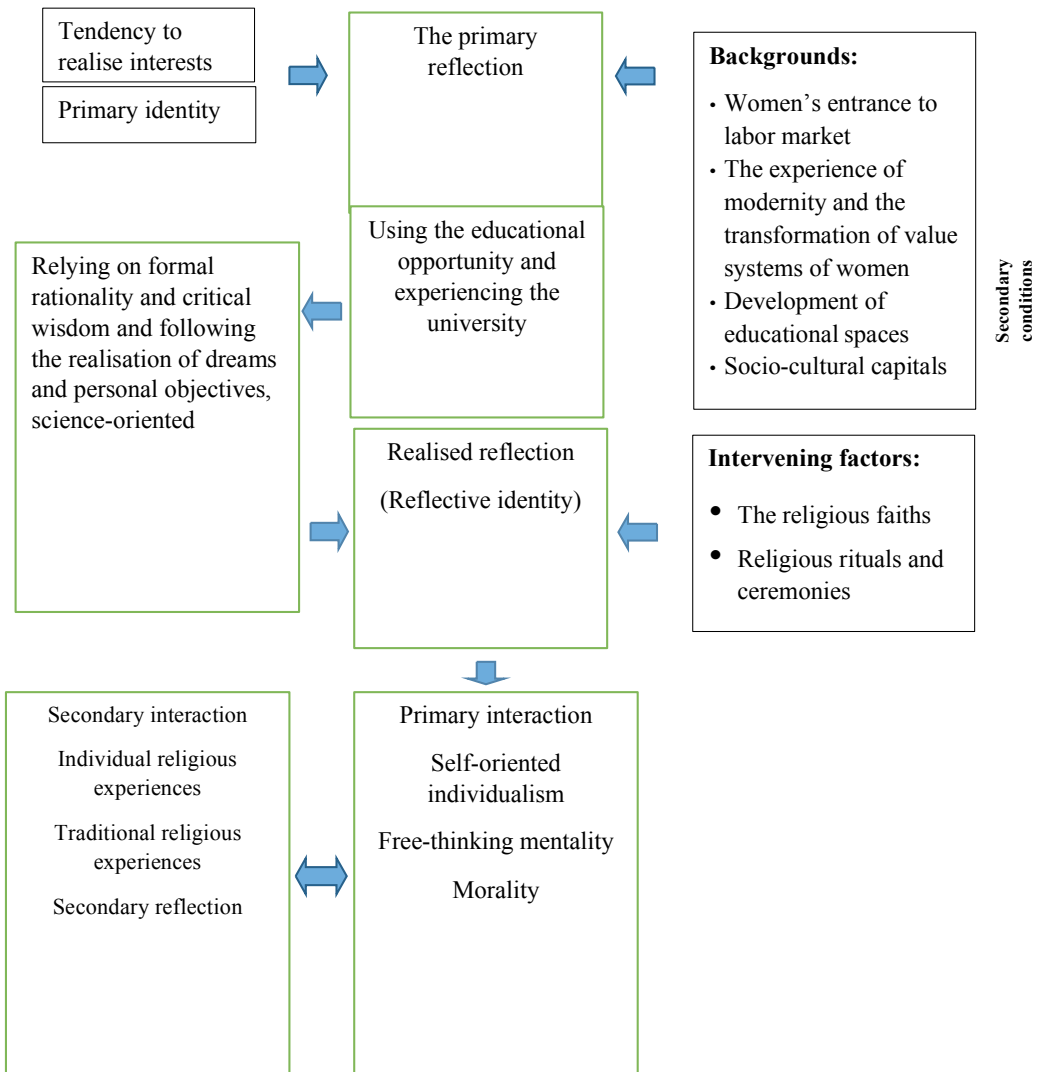 Tendency to
realise interests
Primary identity
The primary
reflection
Backgrounds:
• Women’s entrance to
labor market
• The experience of
modernity and the
transformation of value
systems of women
• Development of
educational spaces
• Socio-cultural capitals
Secondary
conditions
Using the educational
opportunity and
experiencing the
university
Relying on formal
rationality and critical
wisdom and following
the realisation of dreams
and personal objectives,
science-oriented
Realised reflection
(Reflective identity)
Intervening factors:
• The religious faiths
• Religious rituals and
ceremonies
Secondary interaction
Individual religious
experiences
Traditional religious
experiences
Secondary reflection
Primary interaction
Self-oriented
individualism
Free-thinking mentality
Morality